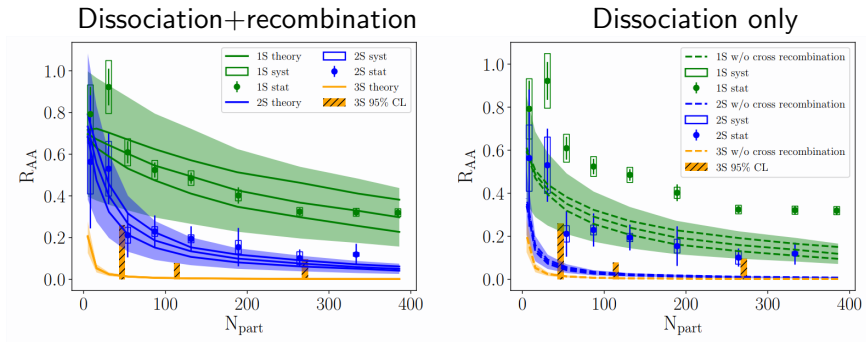 Dissociation+recombination
1S theory
1S syst
1S stat
2S theory
2S syst
2S stat
3S theory
3S 95% CL
R_AA
1.0
0.8
0.6
0.4
0.2
0.0
0 100 200 300 400
N_part
Dissociation only
1S w/o cross recombination
1S syst
1S stat
2S w/o cross recombination
2S syst
2S stat
3S w/o cross recombination
3S 95% CL
R_AA
1.0
0.8
0.6
0.4
0.2
0.0
0 100 200 300 400
N_part